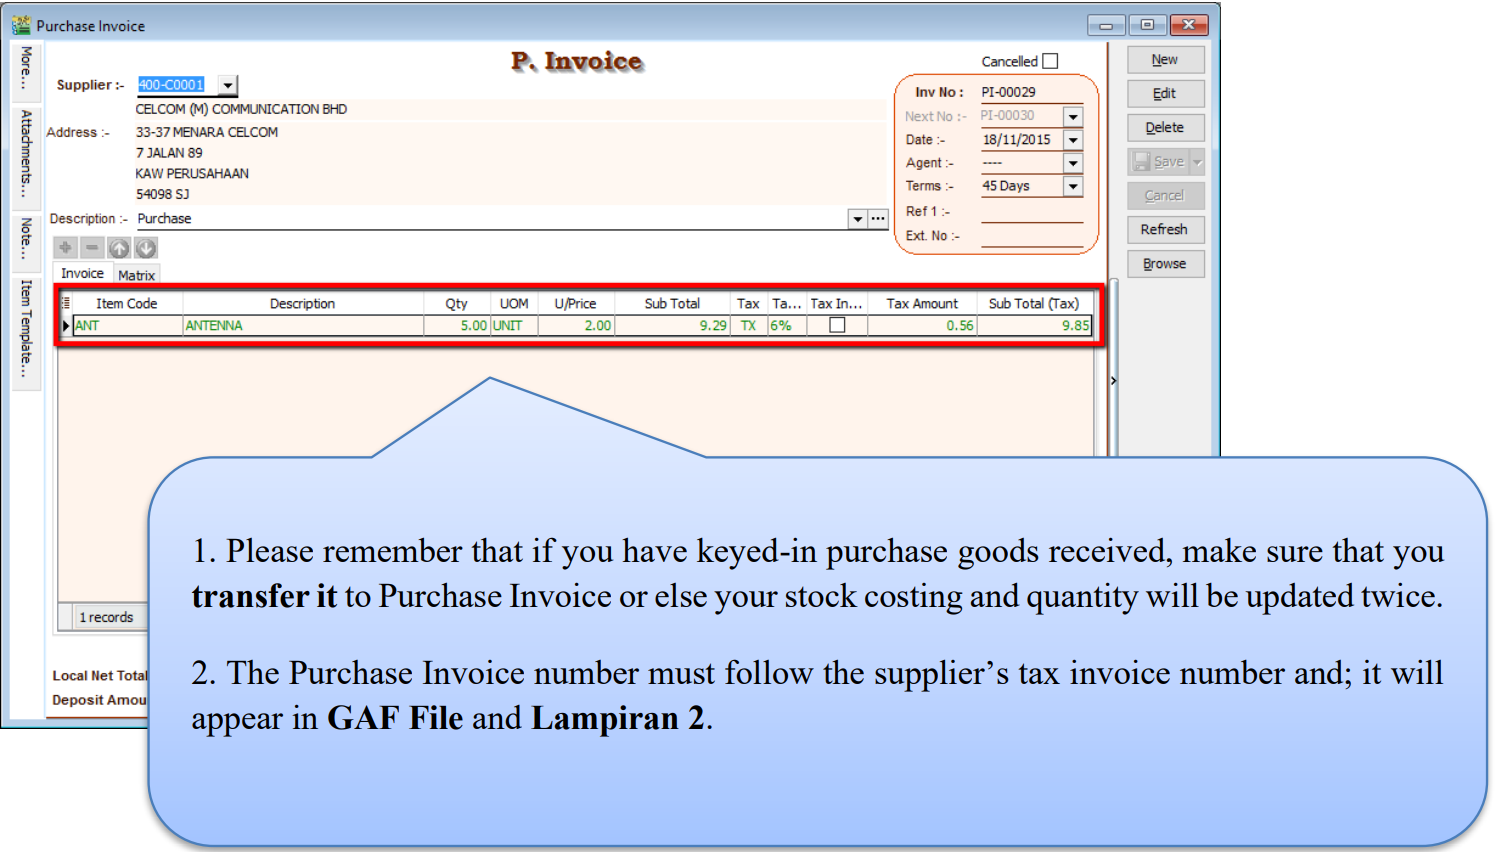 Purchase Invoice
More...
Attachments...
Note...
Item Template...
P. Invoice
Cancelled
Supplier :- 400-C0001
CELCOM (M) COMMUNICATION BHD
Address :- 33-37 MENARA CELCOM
7 JALAN 89
KAW PERUSAHAAN
54098 SJ
Description :- Purchase
Inv No : PI-00029
Next No :- PI-00030
Date :- 18/11/2015
Agent :- ----
Terms :- 45 Days
Ref 1 :-
Ext. No :-
New
Edit
Delete
Save
Cancel
Refresh
Browse
Invoice Matrix
Item Code Description Qty UOM U/Price Sub Total Tax Ta... Tax In... Tax Amount Sub Total (Tax)
ANT ANTENNA 5.00 UNIT 2.00 9.29 TX 6% 0.56 9.85
1 records
Local Net Total
Deposit Amou
1. Please remember that if you have keyed-in purchase goods received, make sure that you
transfer it to Purchase Invoice or else your stock costing and quantity will be updated twice.
2. The Purchase Invoice number must follow the supplier’s tax invoice number and; it will
appear in GAF File and Lampiran 2.